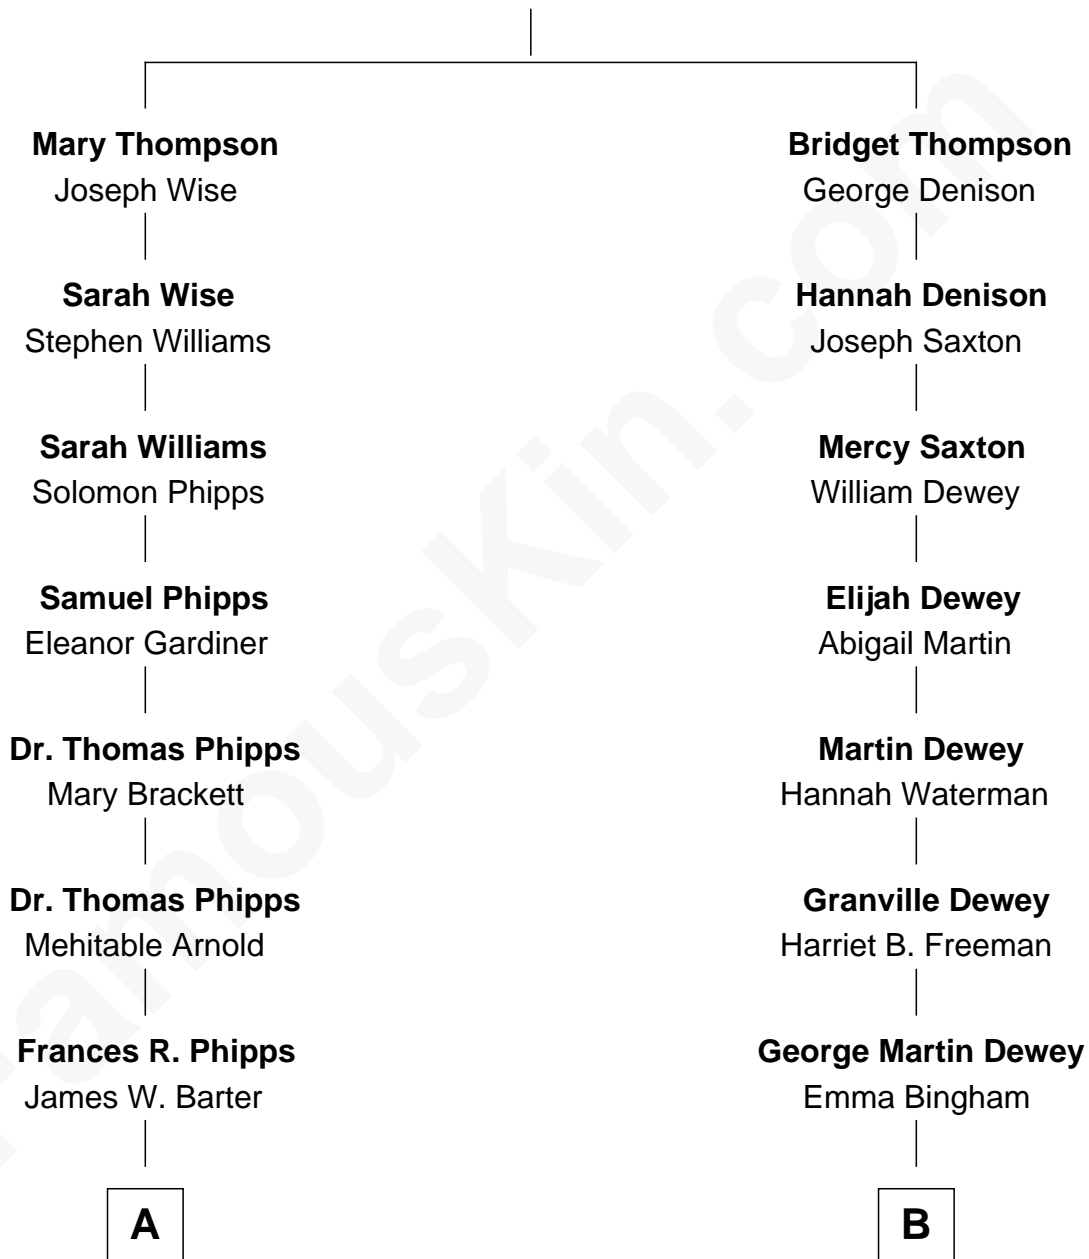 Mary Thompson
Joseph Wise
Bridget Thompson
George Denison
Sarah Wise
Stephen Williams
Hannah Denison
Joseph Saxton
Sarah Williams
Solomon Phipps
Mercy Saxton
William Dewey
Samuel Phipps
Eleanor Gardiner
Elijah Dewey
Abigail Martin
Dr. Thomas Phipps
Mary Brackett
Martin Dewey
Hannah Waterman
Dr. Thomas Phipps
Mehitable Arnold
Granville Dewey
Harriet B. Freeman
Frances R. Phipps
James W. Barter
George Martin Dewey
Emma Bingham
A
B
FamousKin.com